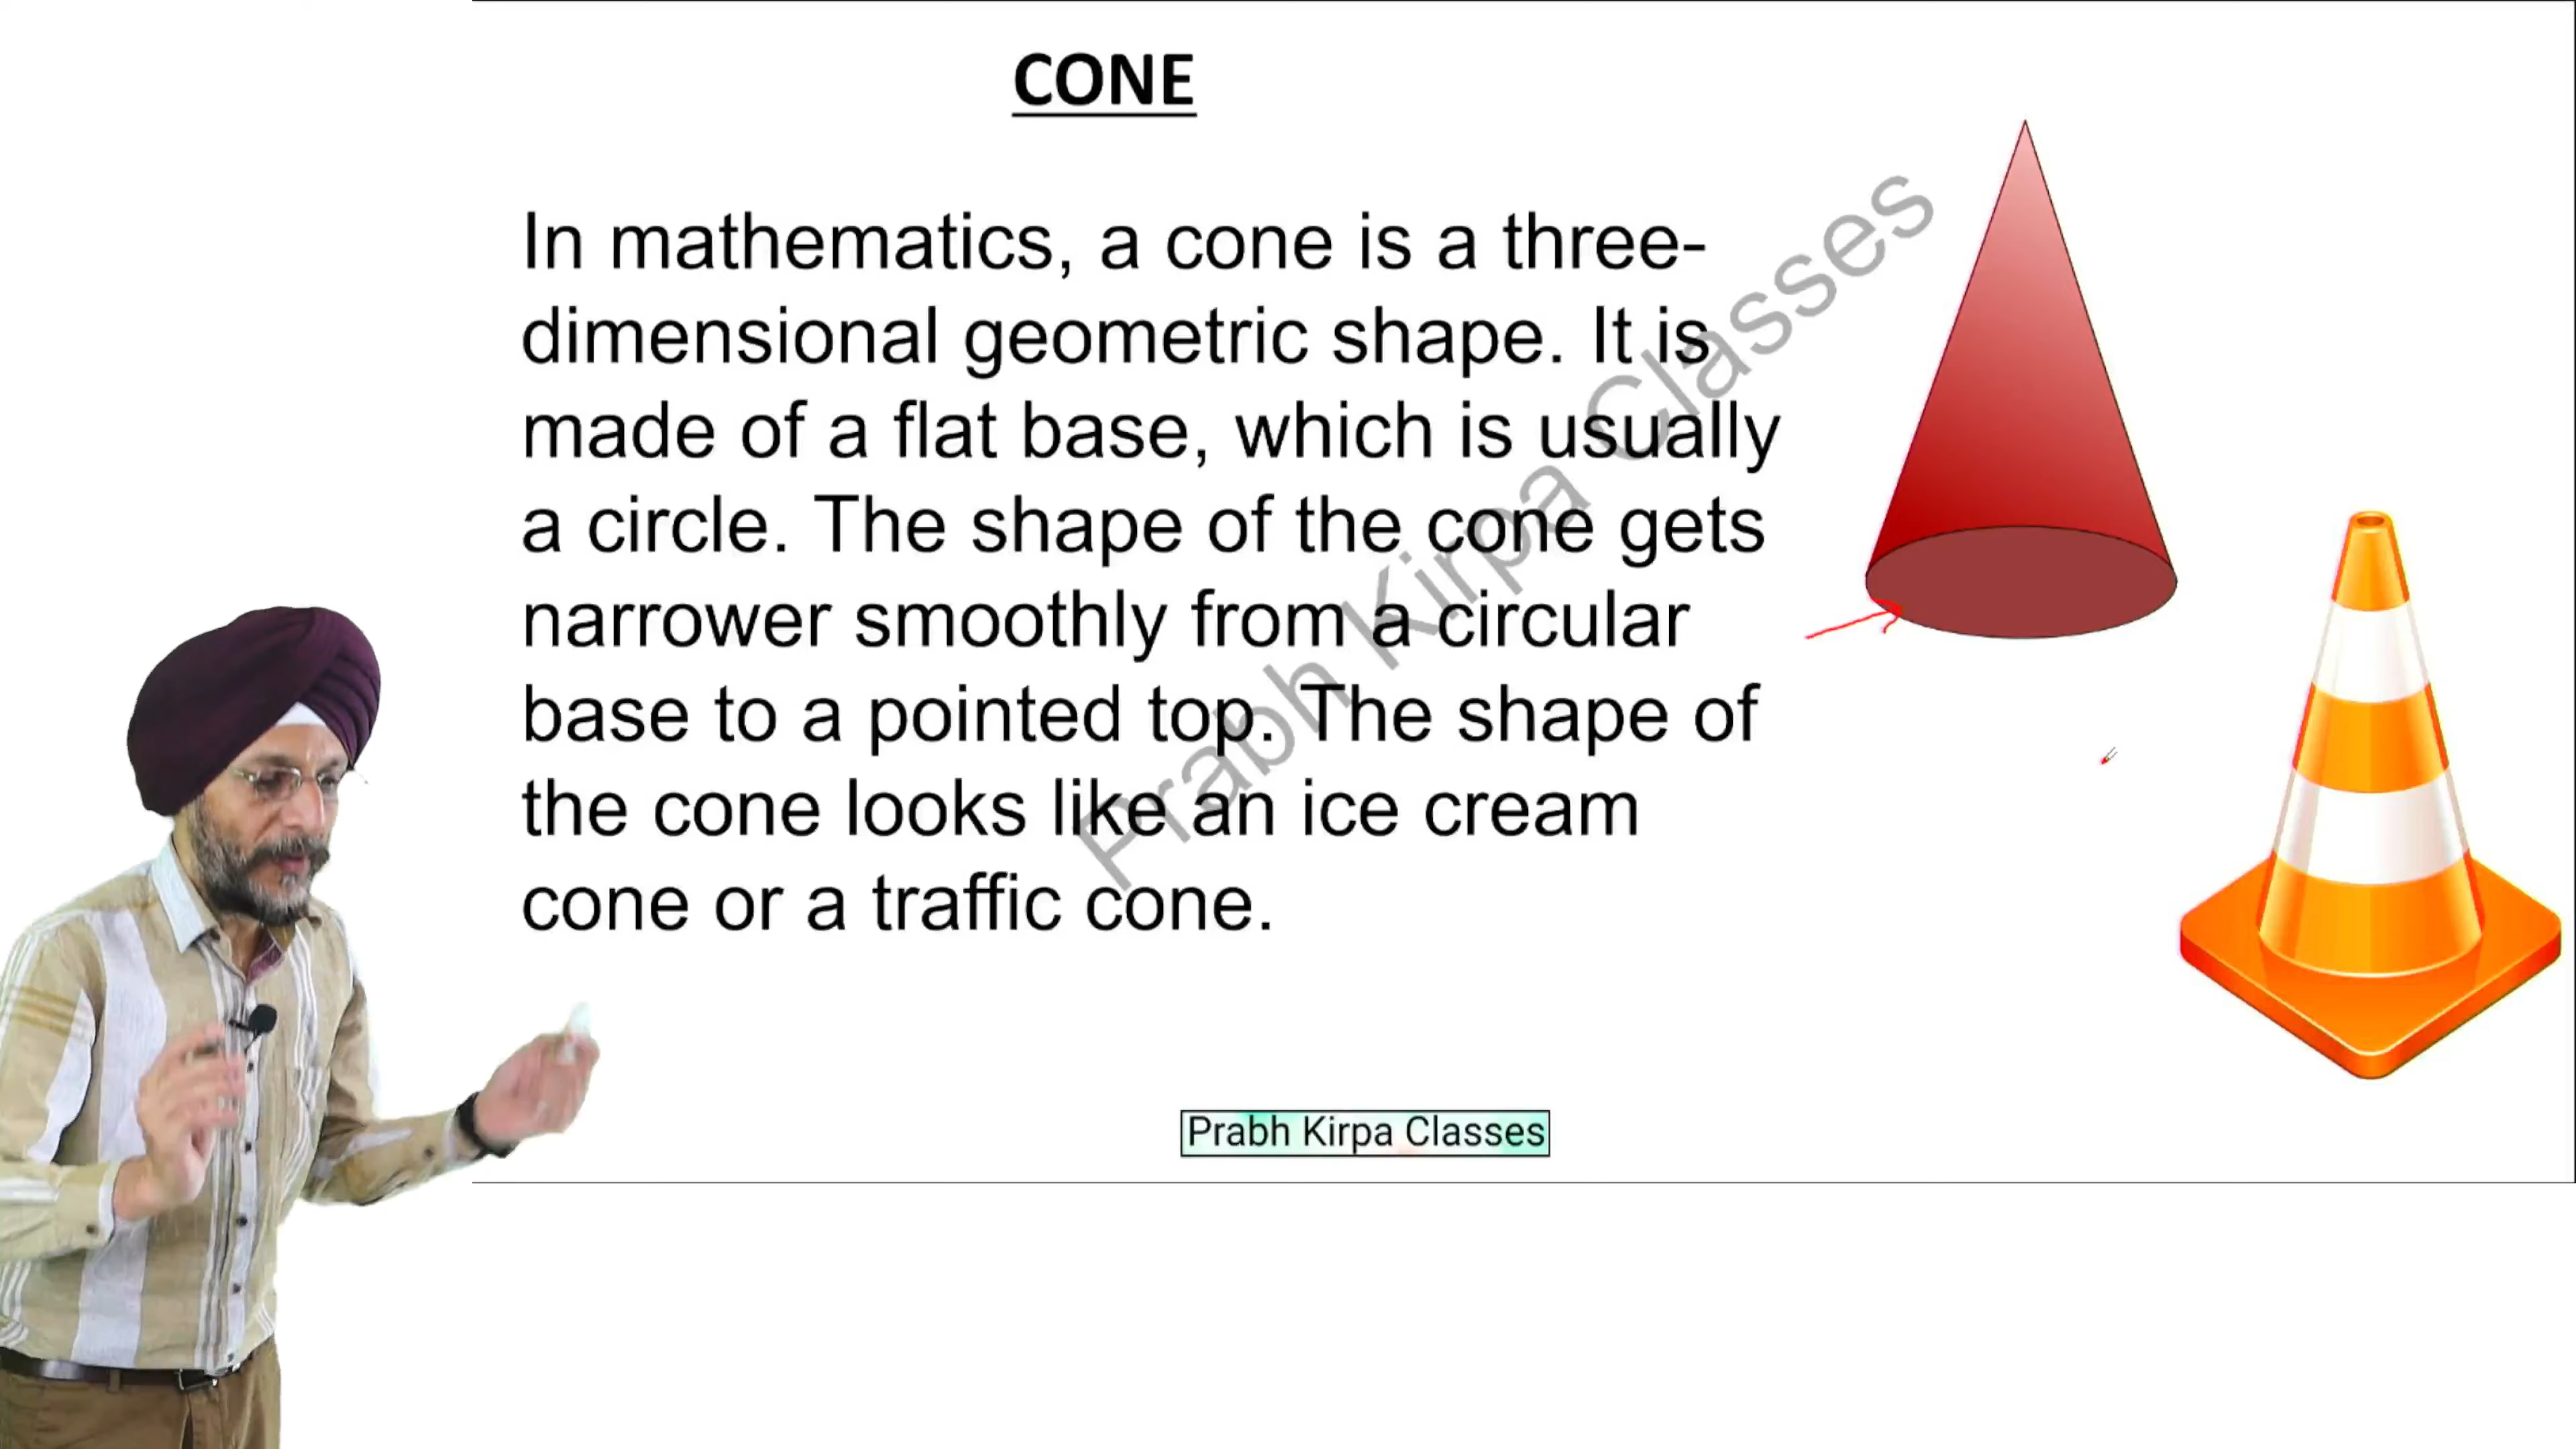 CONE
In mathematics, a cone is a three-
dimensional geometric shape. It is
made of a flat base, which is usually
a circle. The shape of the cone gets
narrower smoothly from a circular
base to a pointed top. The shape of
the cone looks like an ice cream
cone or a traffic cone.
Prabh Kirpa Classes
Prabh Kirpa Classes